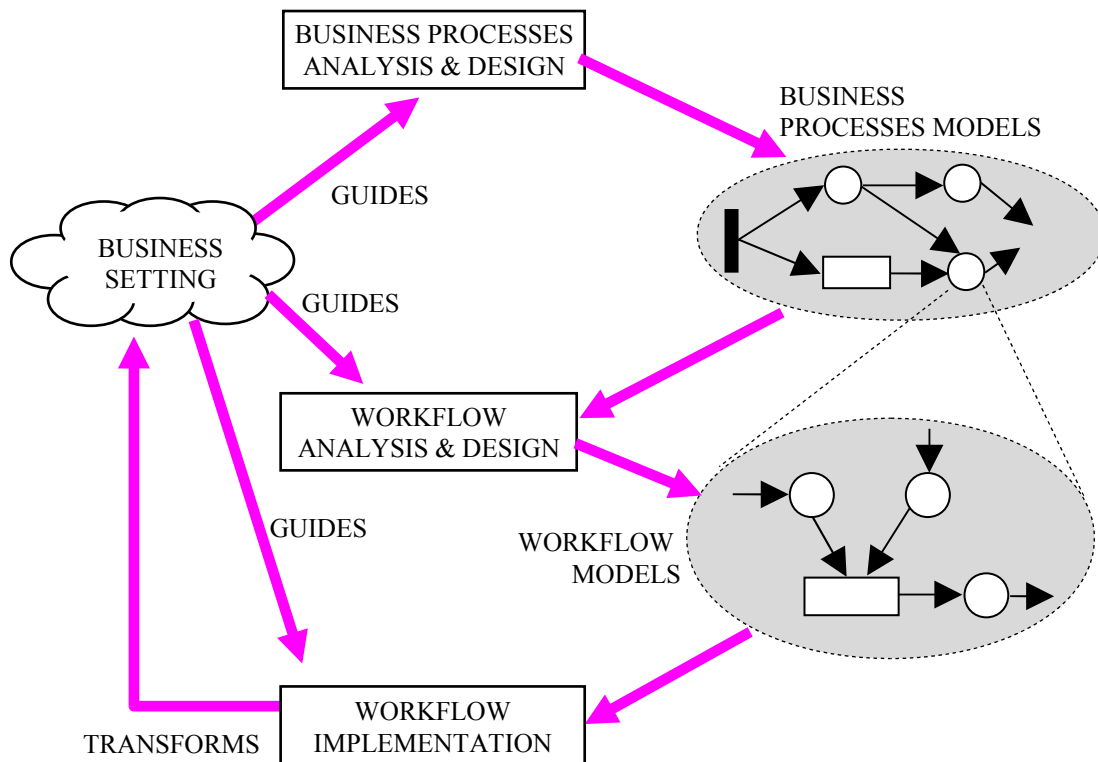 BUSINESS PROCESSES
ANALYSIS & DESIGN
BUSINESS
PROCESSES MODELS
GUIDES
BUSINESS
SETTING
GUIDES
WORKFLOW
ANALYSIS & DESIGN
GUIDES
WORKFLOW
MODELS
WORKFLOW
IMPLEMENTATION
TRANSFORMS